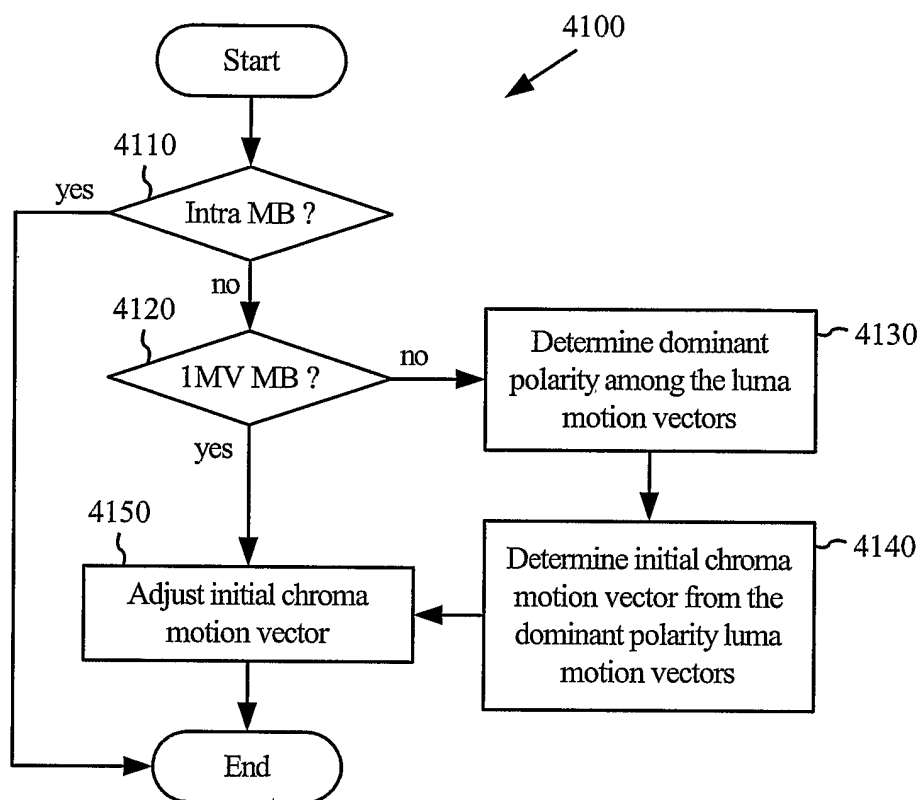 4100
Start
4110
yes
Intra MB ?
no
4120
1MV MB ?
no
yes
4130
Determine dominant
polarity among the luma
motion vectors
4140
Determine initial chroma
motion vector from the
dominant polarity luma
motion vectors
4150
Adjust initial chroma
motion vector
End